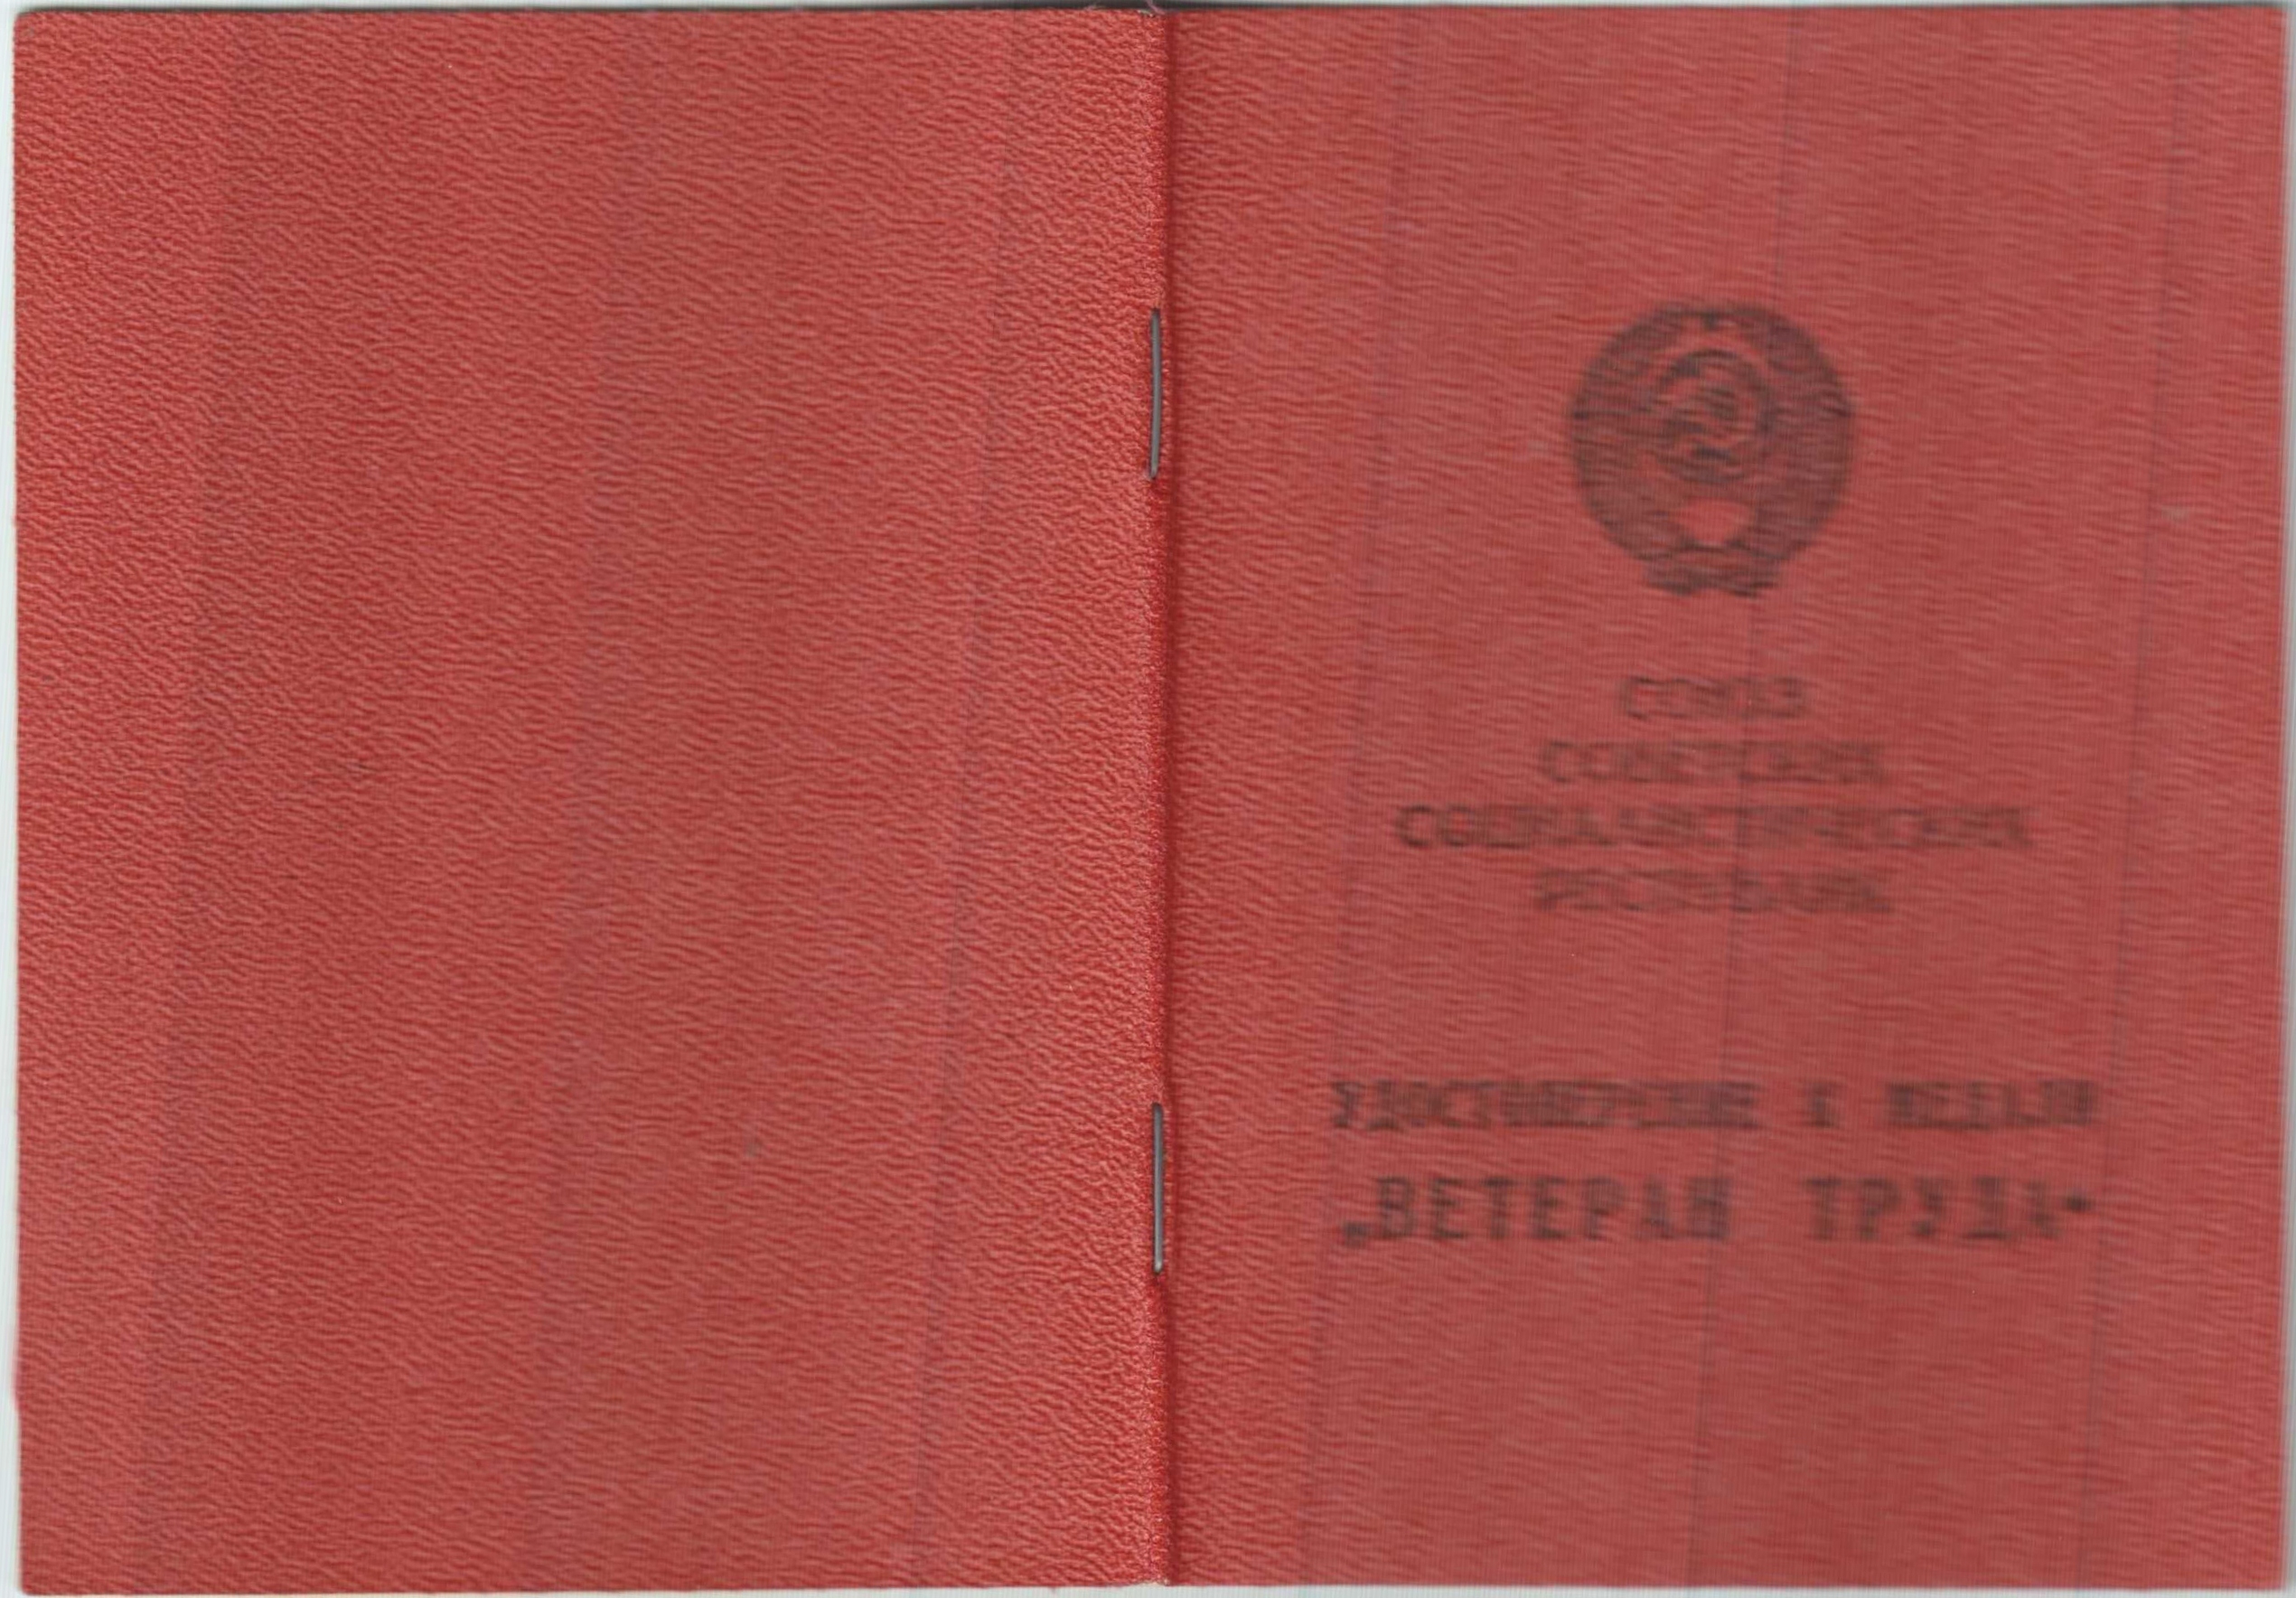 СОЮЗ
СОВЕТСКИХ
СОЦИАЛИСТИЧЕСКИХ
РЕСПУБЛИК
УДОСТОВЕРЕНИЕ К МЕДАЛИ
„ВЕТЕРАН ТРУДА“